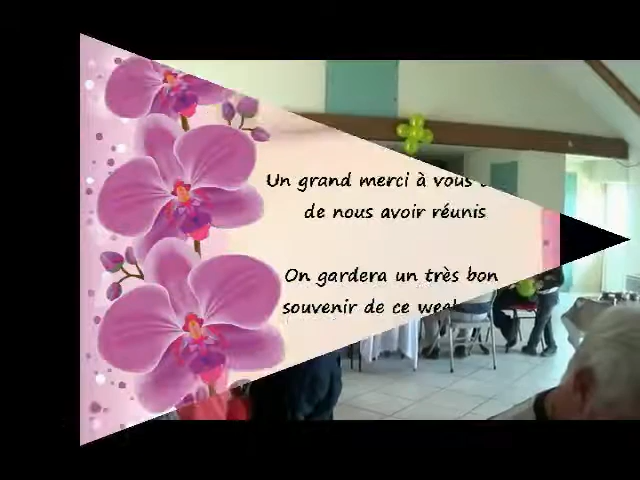 Un grand merci à vous
de nous avoir réunis
On gardera un très bon
souvenir de ce